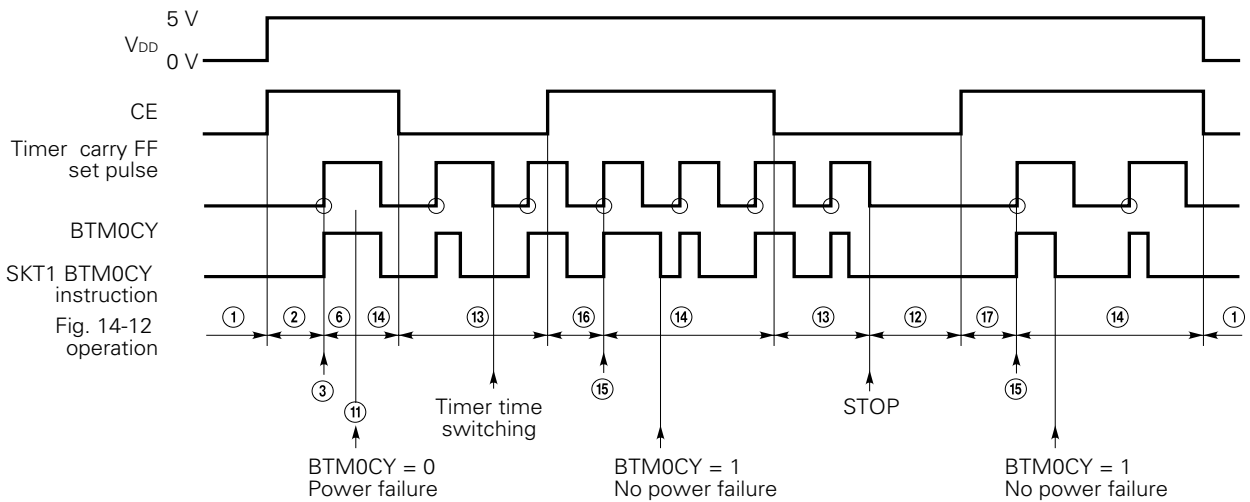 5 V
VDD
0 V
CE
Timer carry FF
set pulse
BTM0CY
SKT1 BTM0CY
instruction
Fig. 14-12
operation
① ② ⑥ ⑭ ⑬ ⑯ ⑭ ⑬ ⑫ ⑰ ⑭ ①
③ ⑪ ⑮ ⑮
Timer time
switching
STOP
BTM0CY = 0
Power failure
BTM0CY = 1
No power failure
BTM0CY = 1
No power failure